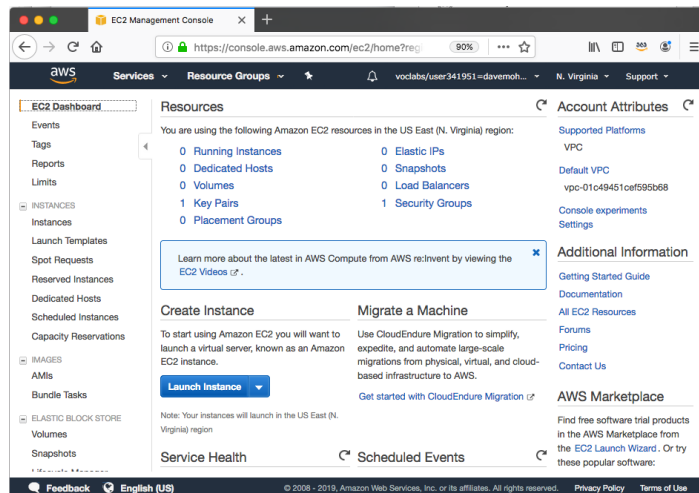 EC2 Management Console
https://console.aws.amazon.com/ec2/home?reg
90%
aws
Services
Resource Groups
voclabs/user341951=davemoh...
N. Virginia
Support
EC2 Dashboard
Events
Tags
Reports
Limits
INSTANCES
Instances
Launch Templates
Spot Requests
Reserved Instances
Dedicated Hosts
Scheduled Instances
Capacity Reservations
IMAGES
AMIs
Bundle Tasks
ELASTIC BLOCK STORE
Volumes
Snapshots
Lifecycle Manager
Resources
You are using the following Amazon EC2 resources in the US East (N. Virginia) region:
0 Running Instances
0 Dedicated Hosts
0 Volumes
1 Key Pairs
0 Placement Groups
0 Elastic IPs
0 Snapshots
0 Load Balancers
1 Security Groups
Learn more about the latest in AWS Compute from AWS re:Invent by viewing the
EC2 Videos .
Create Instance
To start using Amazon EC2 you will want to
launch a virtual server, known as an Amazon
EC2 instance.
Launch Instance
Note: Your instances will launch in the US East (N.
Virginia) region
Migrate a Machine
Use CloudEndure Migration to simplify,
expedite, and automate large-scale
migrations from physical, virtual, and cloud-
based infrastructure to AWS.
Get started with CloudEndure Migration
Service Health
Scheduled Events
Account Attributes
Supported Platforms
VPC
Default VPC
vpc-01c49451cef595b68
Console experiments
Settings
Additional Information
Getting Started Guide
Documentation
All EC2 Resources
Forums
Pricing
Contact Us
AWS Marketplace
Find free software trial products
in the AWS Marketplace from
the EC2 Launch Wizard . Or try
these popular software:
Feedback
English (US)
© 2008 - 2019, Amazon Web Services, Inc. or its affiliates. All rights reserved.
Privacy Policy
Terms of Use